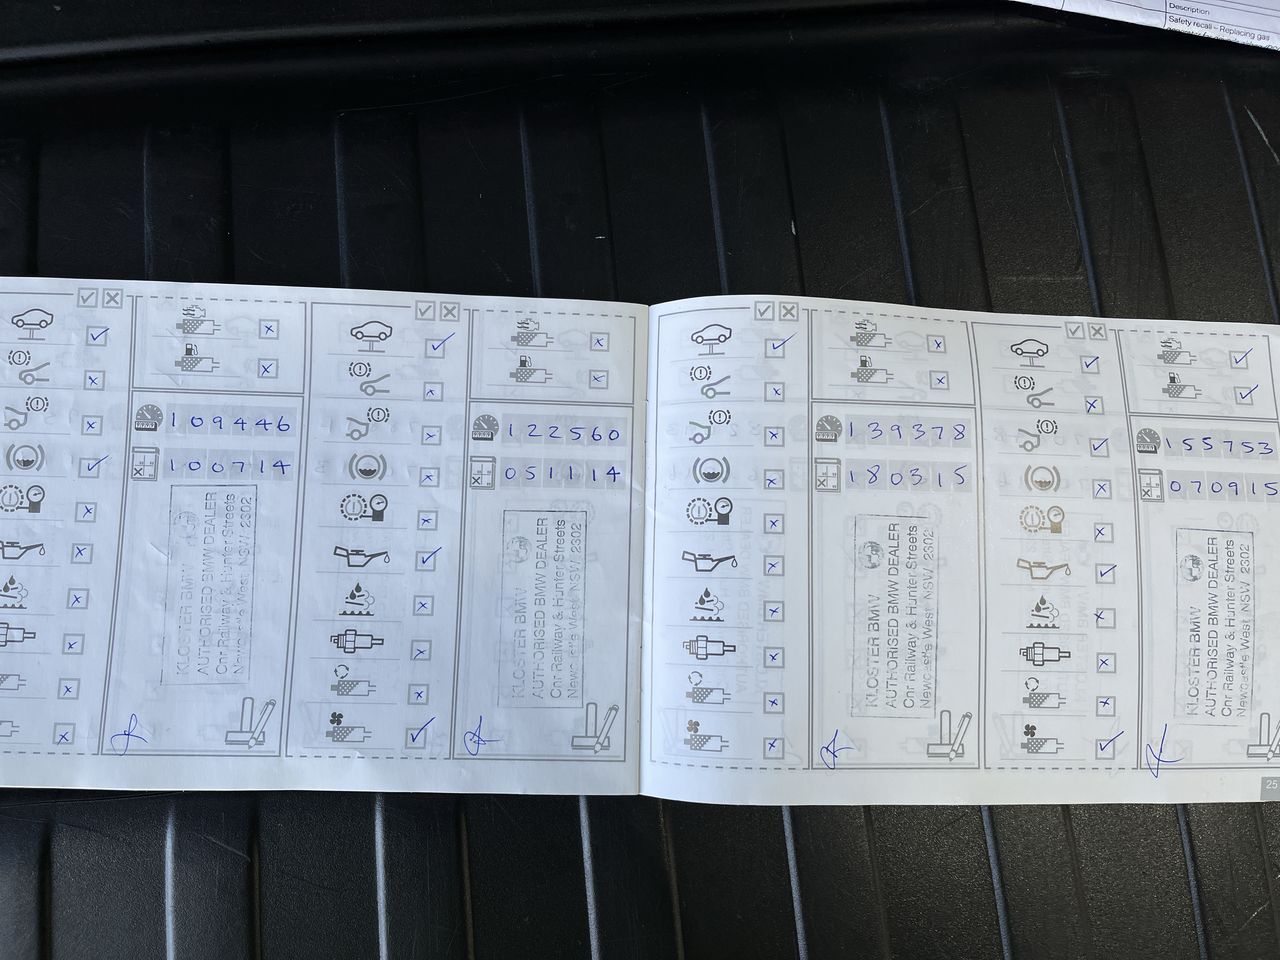 Description
Safety recall - Replacing gas
109446
100714
KLOSTER BMW
AUTHORISED BMW DEALER
Cnr Railway & Hunter Streets
Newcastle West NSW 2302
122560
051114
KLOSTER BMW
AUTHORISED BMW DEALER
Cnr Railway & Hunter Streets
Newcastle West NSW 2302
139378
180315
KLOSTER BMW
AUTHORISED BMW DEALER
Cnr Railway & Hunter Streets
Newcastle West NSW 2302
155753
070915
KLOSTER BMW
AUTHORISED BMW DEALER
Cnr Railway & Hunter Streets
Newcastle West NSW 2302
25